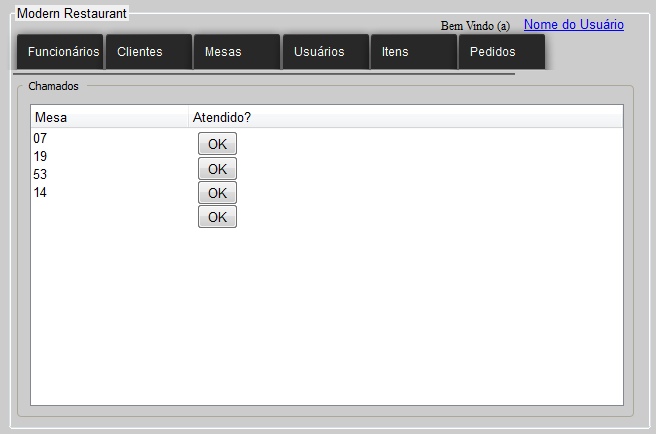 Modern Restaurant
Bem Vindo (a) Nome do Usuário
Funcionários Clientes Mesas Usuários Itens Pedidos
Chamados
Mesa Atendido?
07 OK
19 OK
53 OK
14 OK